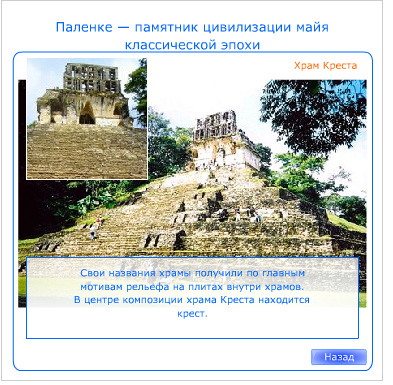 Паленке — памятник цивилизации майя
классической эпохи
Храм Креста
Свои названия храмы получили по главным
мотивам рельефа на плитах внутри храмов.
В центре композиции храма Креста находится
крест.
Назад